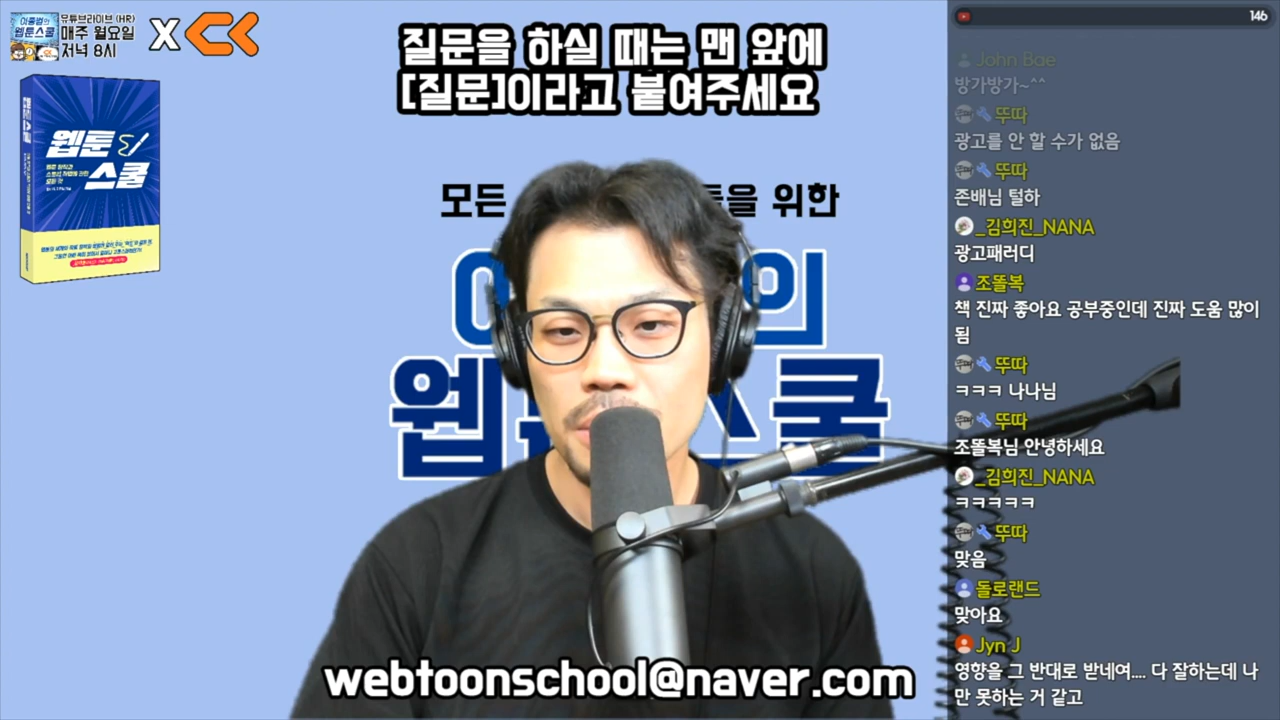 이종범의
웹툰스쿨
유튜브라이브 (1HR)
매주 월요일
저녁 8시
X
질문을 하실 때는 맨 앞에
[질문]이라고 붙여주세요
웹툰
스쿨
모든
들을 위한
이
의
웹툰스쿨
webtoonschool@naver.com
146
John Bae
방가방가~^^
뚜따
광고를 안 할 수가 없음
뚜따
존배님 털하
_김희진_NANA
광고패러디
조똘복
책 진짜 좋아요 공부중인데 진짜 도움 많이
됨
뚜따
ㅋㅋㅋ 나나님
뚜따
조똘복님 안녕하세요
_김희진_NANA
ㅋㅋㅋㅋㅋ
뚜따
맞음
돌로랜드
맞아요
Jyn J
영향을 그 반대로 받네여.... 다 잘하는데 나
만 못하는 거 같고